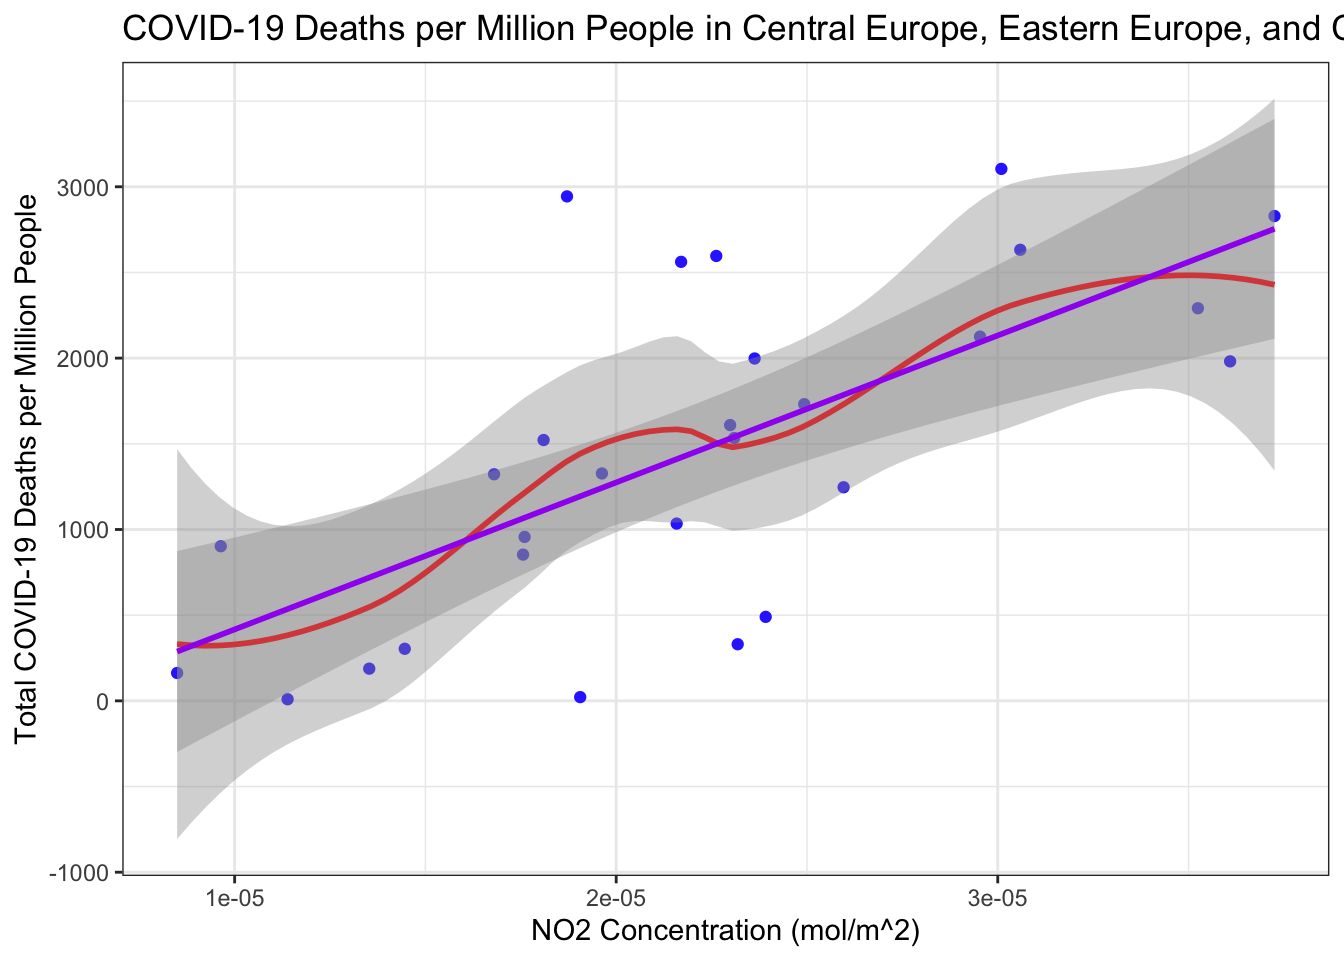 COVID-19 Deaths per Million People in Central Europe, Eastern Europe, and
Total COVID-19 Deaths per Million People
3000
2000
1000
0
-1000
1e-05
2e-05
3e-05
NO2 Concentration (mol/m^2)